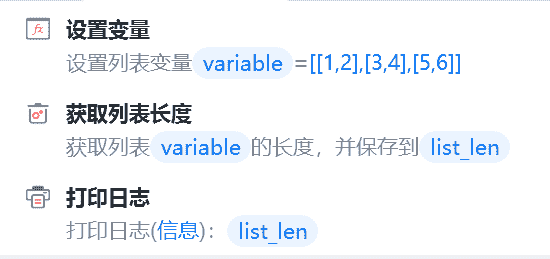 设置变量
设置列表变量 variable =[[1,2],[3,4],[5,6]]
获取列表长度
获取列表 variable 的长度，并保存到 list_len
打印日志
打印日志(信息)： list_len